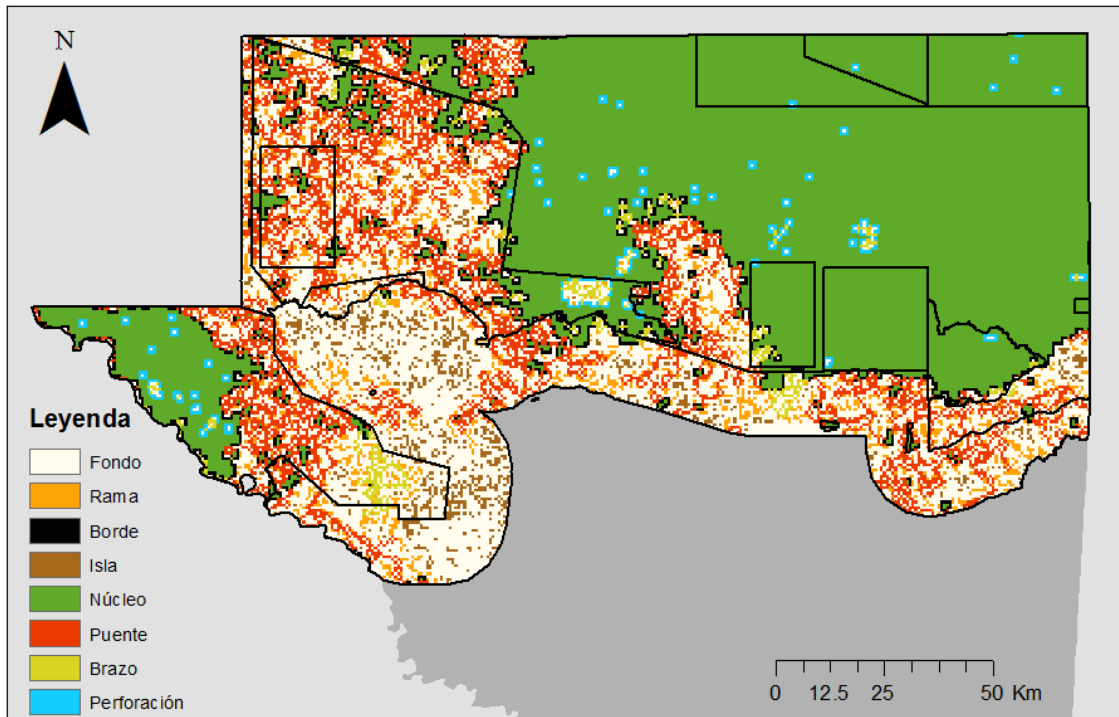 N
Leyenda
Fondo
Rama
Borde
Isla
Núcleo
Puente
Brazo
Perforación
0 12.5 25 50 Km